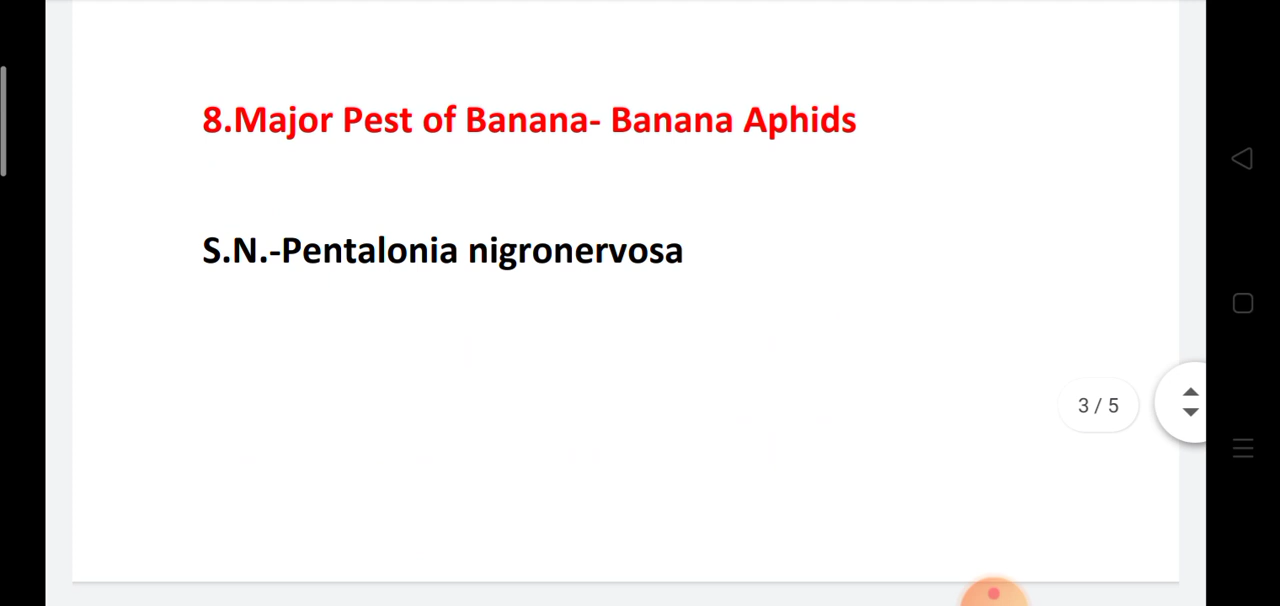 8.Major Pest of Banana- Banana Aphids
S.N.-Pentalonia nigronervosa
3 / 5